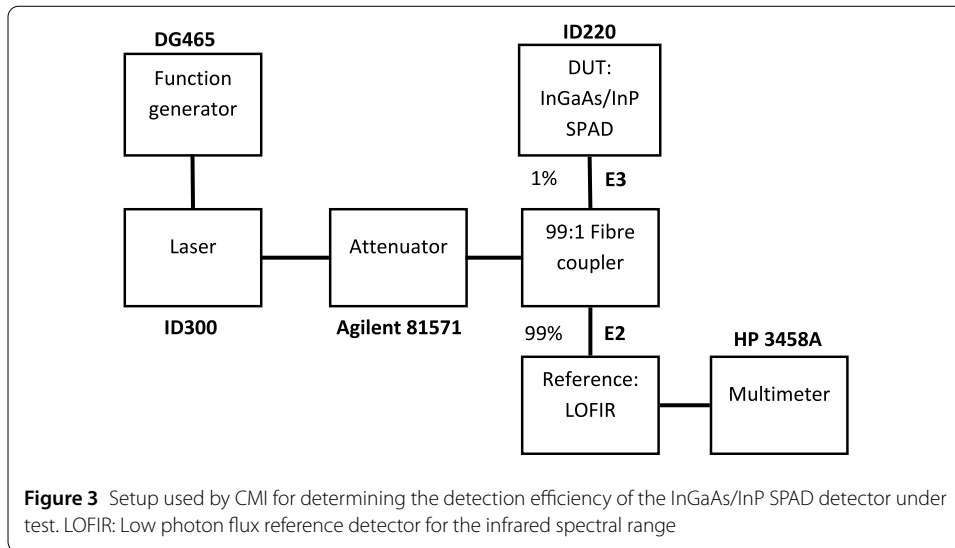 DG465
Function
generator
ID220
DUT:
InGaAs/InP
SPAD
1%
E3
Laser
ID300
Attenuator
Agilent 81571
99:1 Fibre
coupler
99%
E2
Reference:
LOFIR
HP 3458A
Multimeter
Figure 3 Setup used by CMI for determining the detection efficiency of the InGaAs/InP SPAD detector under
test. LOFIR: Low photon flux reference detector for the infrared spectral range